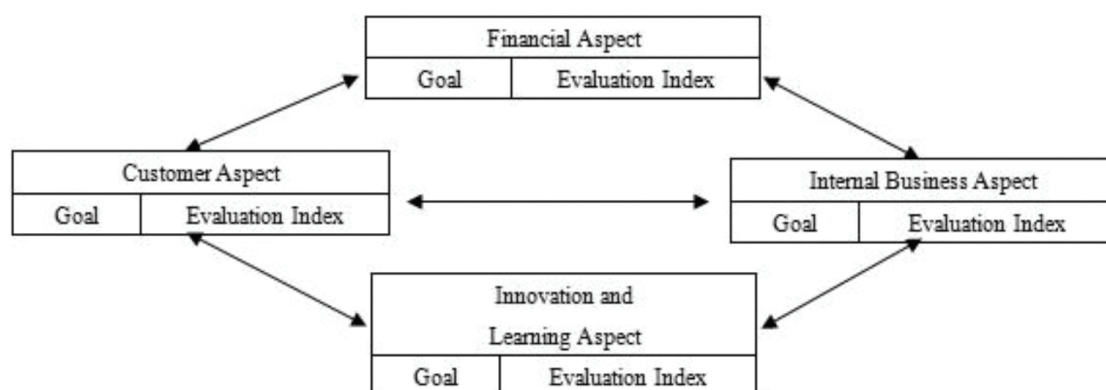 Financial Aspect
Goal Evaluation Index
Customer Aspect
Goal Evaluation Index
Internal Business Aspect
Goal Evaluation Index
Innovation and
Learning Aspect
Goal Evaluation Index